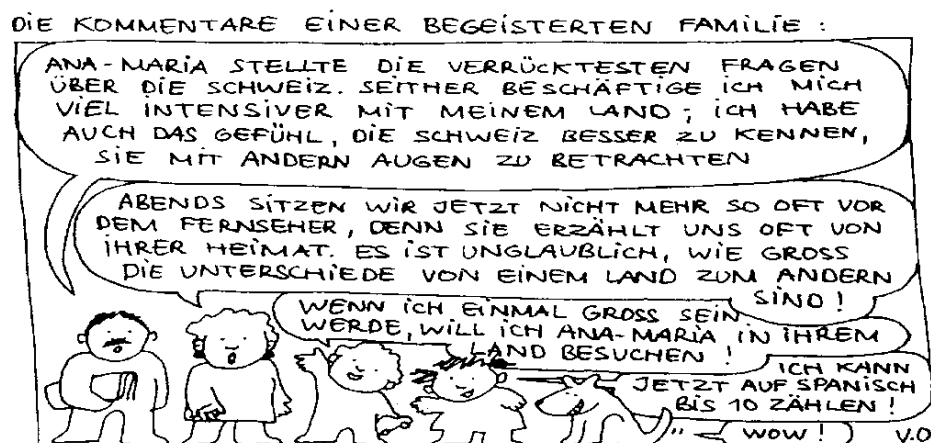 DIE KOMMENTARE EINER BEGEISTERTEN FAMILIE :
ANA-MARIA STELLTE DIE VERRÜCKTESTEN FRAGEN
ÜBER DIE SCHWEIZ. SEITHER BESCHÄFTIGE ICH MICH
VIEL INTENSIVER MIT MEINEM LAND; ICH HABE
AUCH DAS GEFÜHL, DIE SCHWEIZ BESSER ZU KENNEN,
SIE MIT ANDERN AUGEN ZU BETRACHTEN
ABENDS SITZEN WIR JETZT NICHT MEHR SO OFT VOR
DEM FERNSEHER, DENN SIE ERZÄHLT UNS OFT VON
IHRER HEIMAT. ES IST UNGLAUBLICH, WIE GROSS
DIE UNTERSCHIEDE VON EINEM LAND ZUM ANDERN
SIND !
WENN ICH EINMAL GROSS SEIN
WERDE, WILL ICH ANA-MARIA IN IHREM
LAND BESUCHEN !
ICH KANN
JETZT AUF SPANISCH
BIS 10 ZÄHLEN !
WOW !
V.O